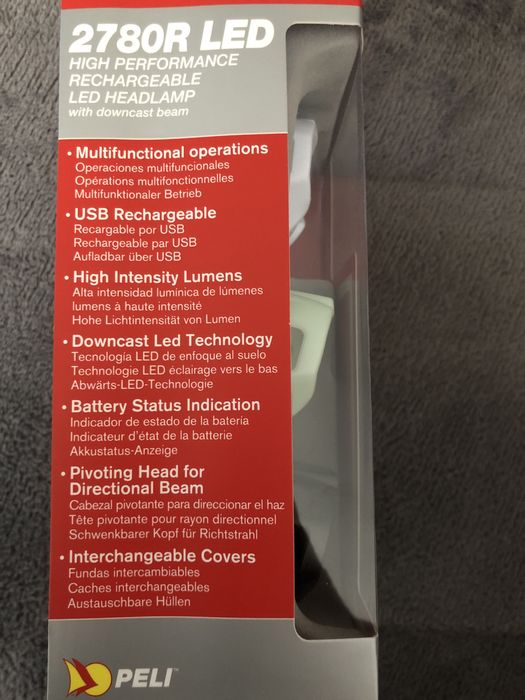 2780R LED
HIGH PERFORMANCE
RECHARGEABLE
LED HEADLAMP
with downcast beam
• Multifunctional operations
Operaciones multifuncionales
Opérations multifonctionnelles
Multifunktionaler Betrieb
• USB Rechargeable
Recargable por USB
Rechargeable par USB
Aufladbar über USB
• High Intensity Lumens
Alta intensidad lumínica de lúmenes
lumens à haute intensité
Hohe Lichtintensität von Lumen
• Downcast Led Technology
Tecnología LED de enfoque al suelo
Technologie LED éclairage vers le bas
Abwärts-LED-Technologie
• Battery Status Indication
Indicador de estado de la batería
Indicateur d'état de la batterie
Akkustatus-Anzeige
• Pivoting Head for
Directional Beam
Cabezal pivotante para direccionar el haz
Tête pivotante pour rayon directionnel
Schwenkbarer Kopf für Richtstrahl
• Interchangeable Covers
Fundas intercambiables
Caches interchangeables
Austauschbare Hüllen
PELI™